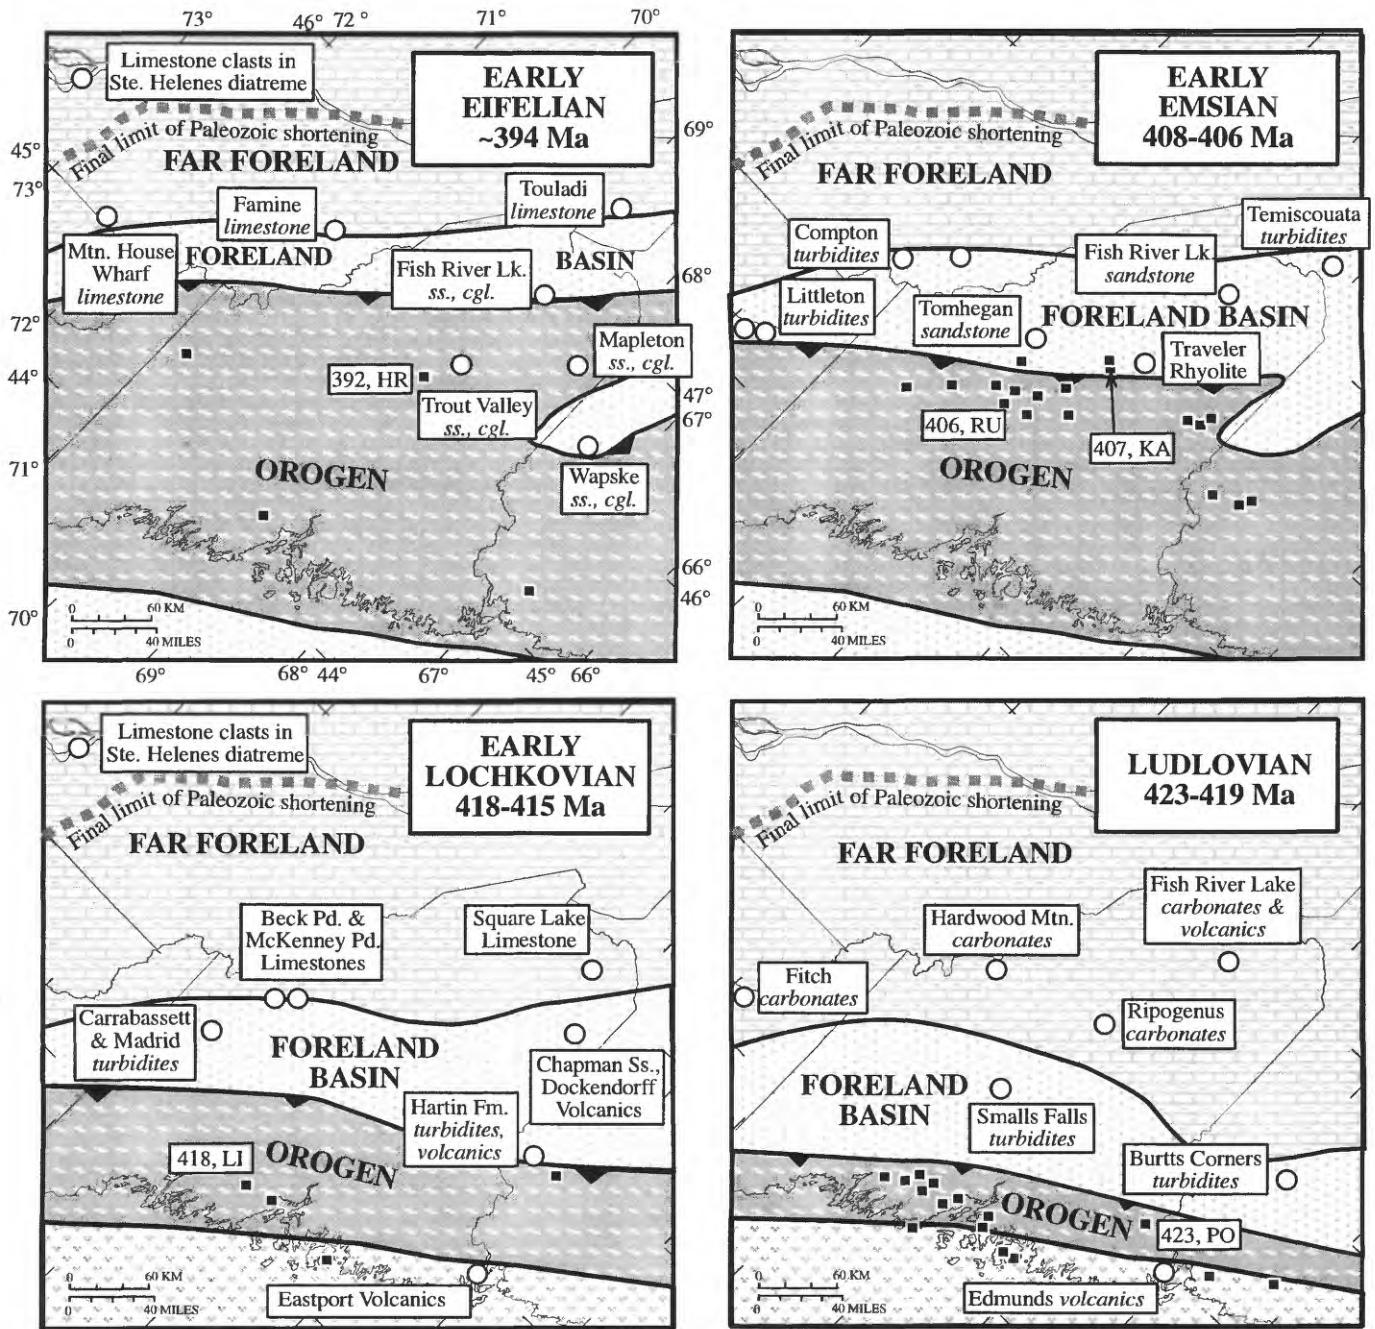 73°
46° 72°
71°
70°
Limestone clasts in
Ste. Helenes diatreme
EARLY
EIFELIAN
~394 Ma
Final limit of Paleozoic shortening
FAR FORELAND
45°
73°
69°
Famine
limestone
Touladi
limestone
Mtn. House
Wharf
limestone
FORELAND
BASIN
Fish River Lk.
ss., cgl.
68°
72°
44°
Mapleton
ss., cgl.
392, HR
Trout Valley
ss., cgl.
47°
67°
71°
OROGEN
Wapske
ss., cgl.
66°
46°
70°
0 60 KM
0 40 MILES
69°
68° 44°
67°
45° 66°
EARLY
EMSIAN
408-406 Ma
Final limit of Paleozoic shortening
FAR FORELAND
Temiscouata
turbidites
Compton
turbidites
Fish River Lk.
sandstone
Littleton
turbidites
Tomhegan
sandstone
FORELAND BASIN
Traveler
Rhyolite
406, RU
407, KA
OROGEN
0 60 KM
0 40 MILES
Limestone clasts in
Ste. Helenes diatreme
EARLY
LOCHKOVIAN
418-415 Ma
Final limit of Paleozoic shortening
FAR FORELAND
Beck Pd. &
McKenney Pd.
Limestones
Square Lake
Limestone
Carrabassett
& Madrid
turbidites
FORELAND
BASIN
Chapman Ss.,
Dockendorff
Volcanics
Hartin Fm.
turbidites,
volcanics
418, LI
OROGEN
0 60 KM
0 40 MILES
Eastport Volcanics
LUDLOVIAN
423-419 Ma
Final limit of Paleozoic shortening
FAR FORELAND
Fish River Lake
carbonates &
volcanics
Hardwood Mtn.
carbonates
Fitch
carbonates
Ripogenus
carbonates
FORELAND
BASIN
Smalls Falls
turbidites
Burtts Corners
turbidites
OROGEN
423, PO
0 60 KM
0 40 MILES
Edmunds volcanics